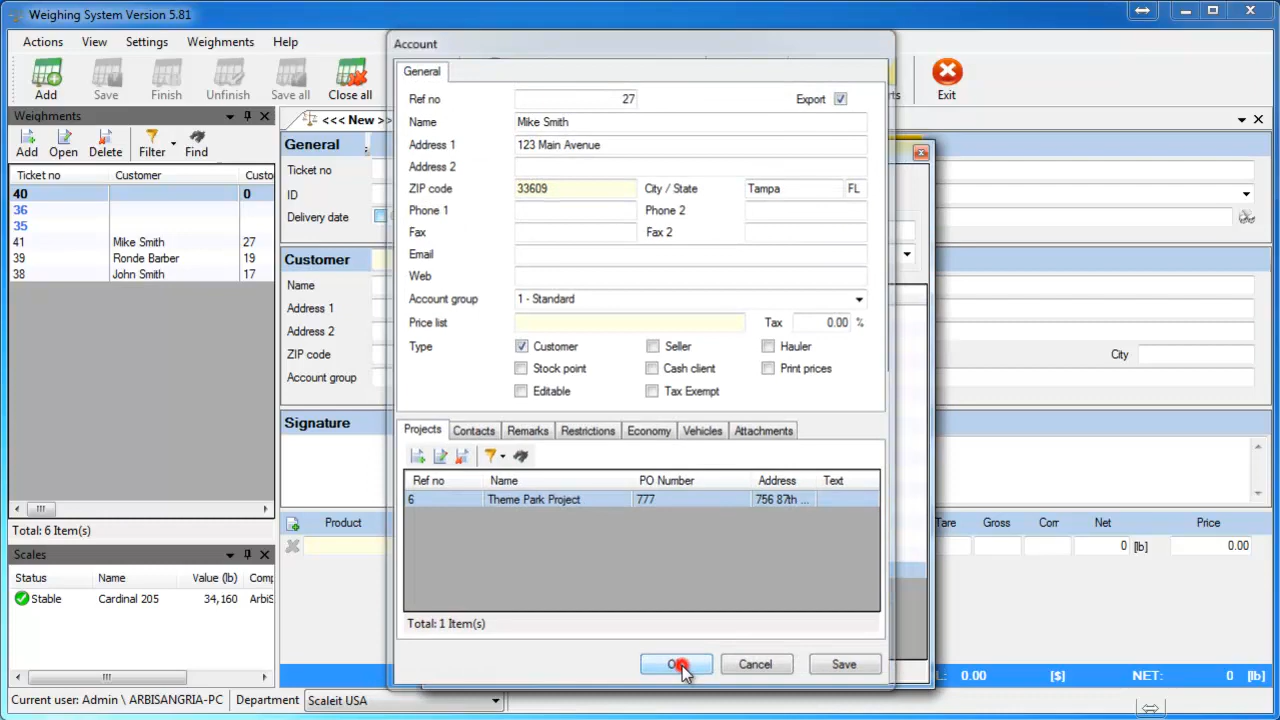 Weighing System Version 5.81
Actions View Settings Weighments Help
Add Save Finish Unfinish Save all Close all Exit
Weighments
Add Open Delete Filter Find
Ticket no Customer
40 0
36
35
41 Mike Smith 27
39 Ronde Barber 19
38 John Smith 17
Total: 6 Item(s)
Scales
Status Name Value (lb)
Stable Cardinal 205 34,160
Current user: Admin \ ARBISANGRIA-PC Department Scaleit USA
<<< New >>
General
Ticket no
ID
Delivery date
Customer
Name
Address 1
Address 2
ZIP code City
Account group
Signature
Product Tare Gross Corr Net Price
0 [lb] 0.00
0.00 [$] NET: 0 [lb]
Account
General
Ref no 27 Export
Name Mike Smith
Address 1 123 Main Avenue
Address 2
ZIP code 33609 City / State Tampa FL
Phone 1 Phone 2
Fax Fax 2
Email
Web
Account group 1 - Standard
Price list Tax 0.00 %
Type Customer Seller Hauler
Stock point Cash client Print prices
Editable Tax Exempt
Projects Contacts Remarks Restrictions Economy Vehicles Attachments
Ref no Name PO Number Address Text
6 Theme Park Project 777 756 87th ...
Total: 1 Item(s)
Cancel Save